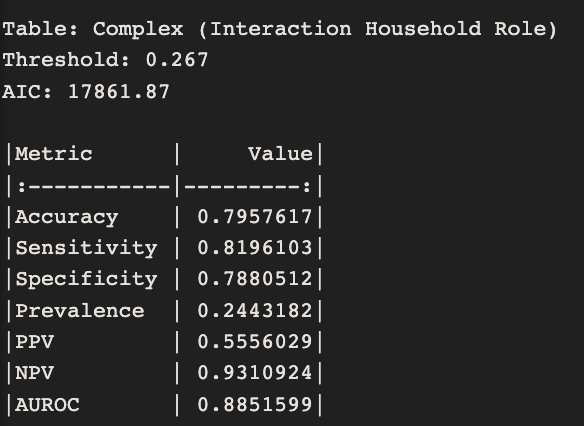 Table: Complex (Interaction Household Role)
Threshold: 0.267
AIC: 17861.87
|Metric      |     Value|
|:-----------|---------:|
|Accuracy    | 0.7957617|
|Sensitivity | 0.8196103|
|Specificity | 0.7880512|
|Prevalence  | 0.2443182|
|PPV         | 0.5556029|
|NPV         | 0.9310924|
|AUROC       | 0.8851599|